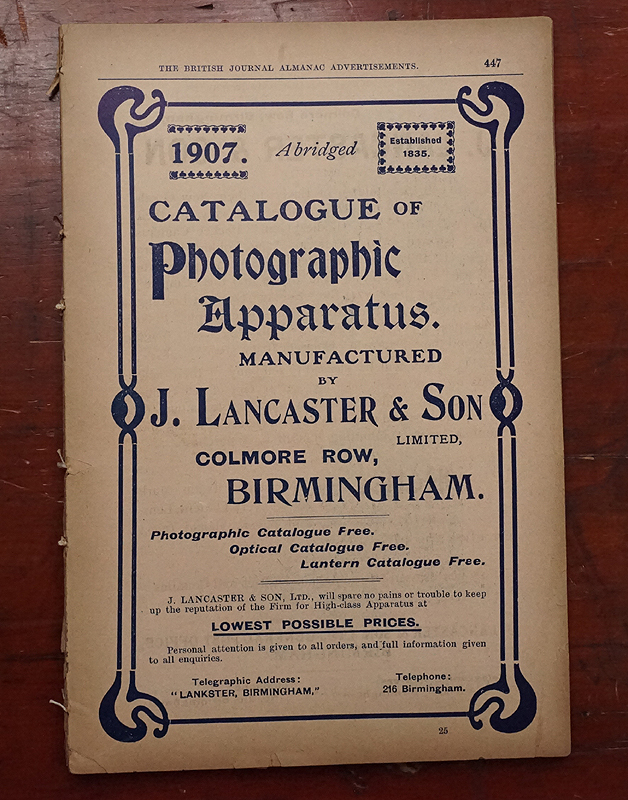 THE BRITISH JOURNAL ALMANAC ADVERTISEMENTS. 447
1907. Abridged Established 1835.
CATALOGUE OF
Photographic
Apparatus.
MANUFACTURED
BY
J. LANCASTER & SON
LIMITED,
COLMORE ROW,
BIRMINGHAM.
Photographic Catalogue Free.
Optical Catalogue Free.
Lantern Catalogue Free.
J. LANCASTER & SON, LTD., will spare no pains or trouble to keep
up the reputation of the Firm for High-class Apparatus at
LOWEST POSSIBLE PRICES.
Personal attention is given to all orders, and full information given
to all enquiries.
Telegraphic Address:
"LANKSTER, BIRMINGHAM,"
Telephone:
216 Birmingham.
25